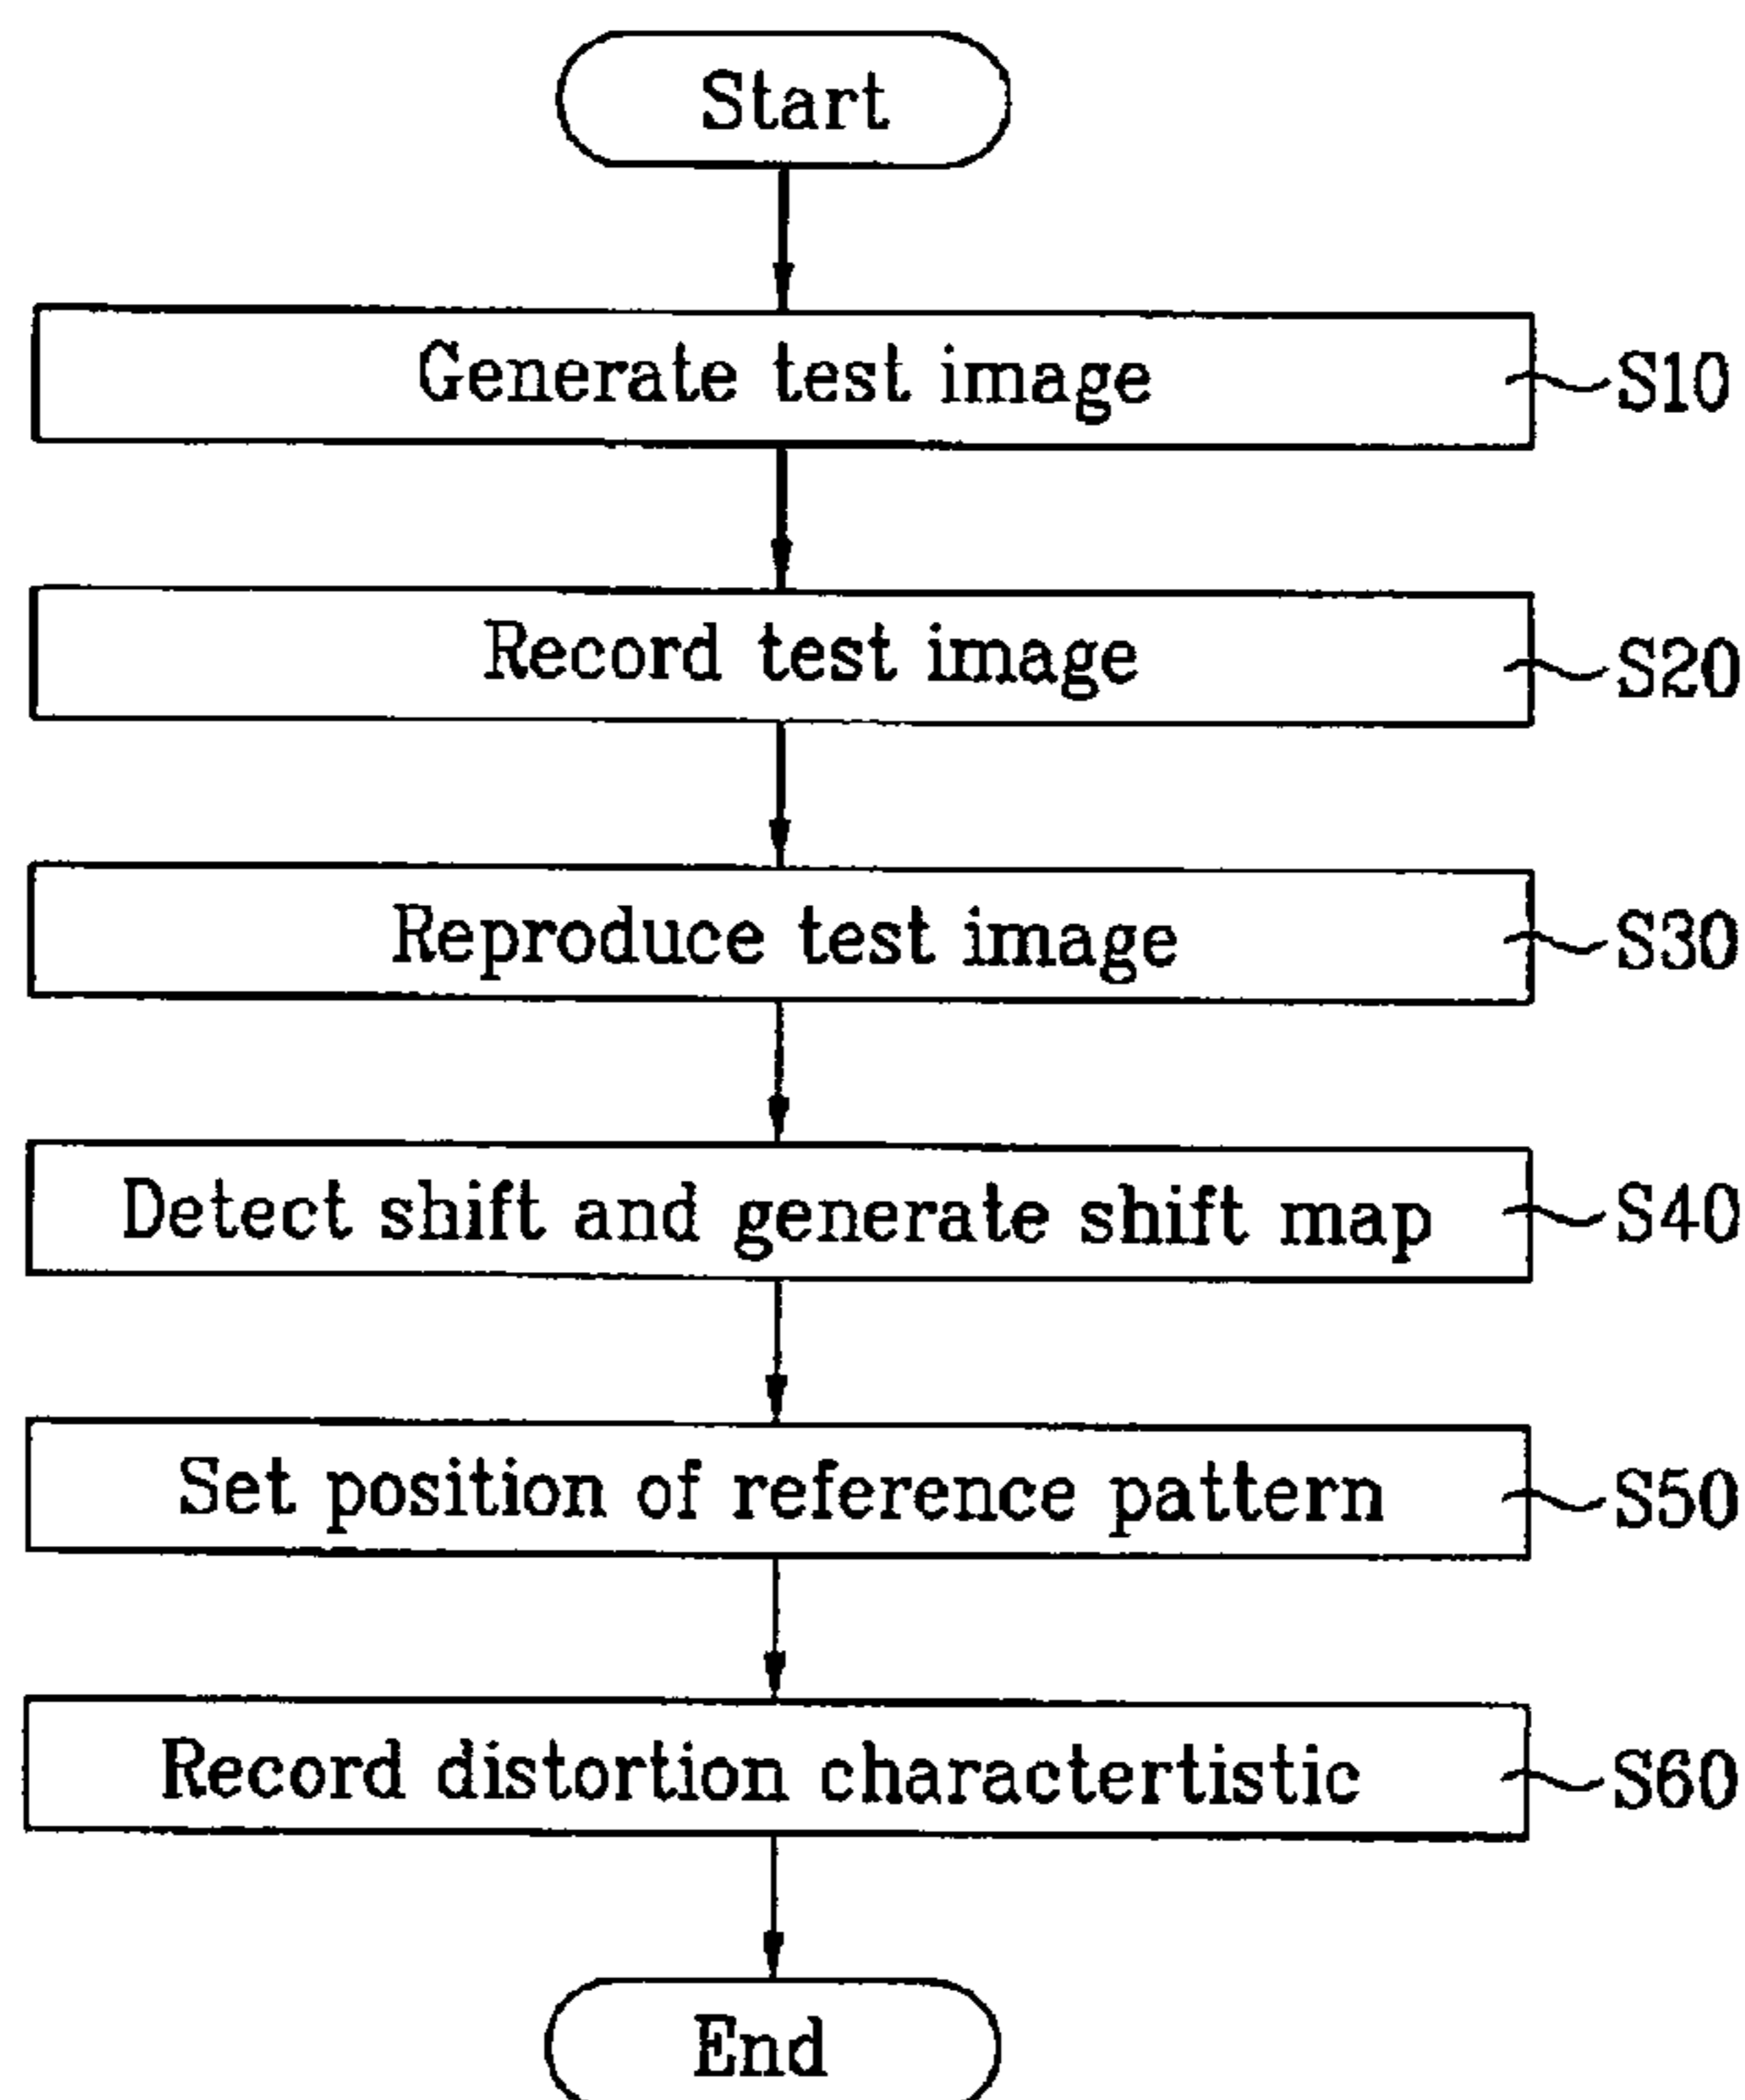 Start
Generate test image
S10
Record test image
S20
Reproduce test image
S30
Detect shift and generate shift map
S40
Set position of reference pattern
S50
Record distortion charactertistic
S60
End